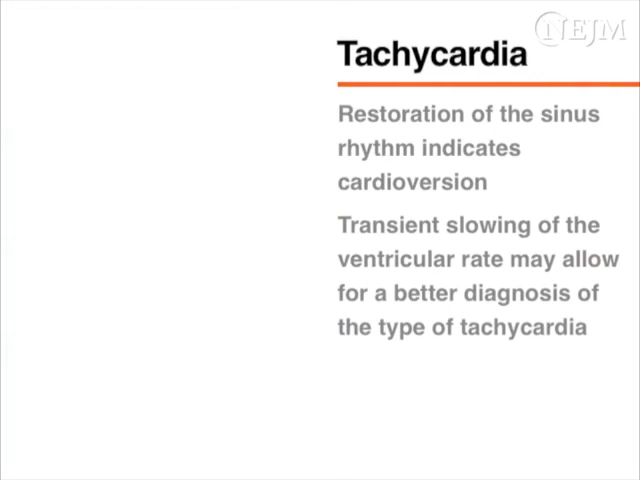 NEJM
Tachycardia
Restoration of the sinus
rhythm indicates
cardioversion
Transient slowing of the
ventricular rate may allow
for a better diagnosis of
the type of tachycardia